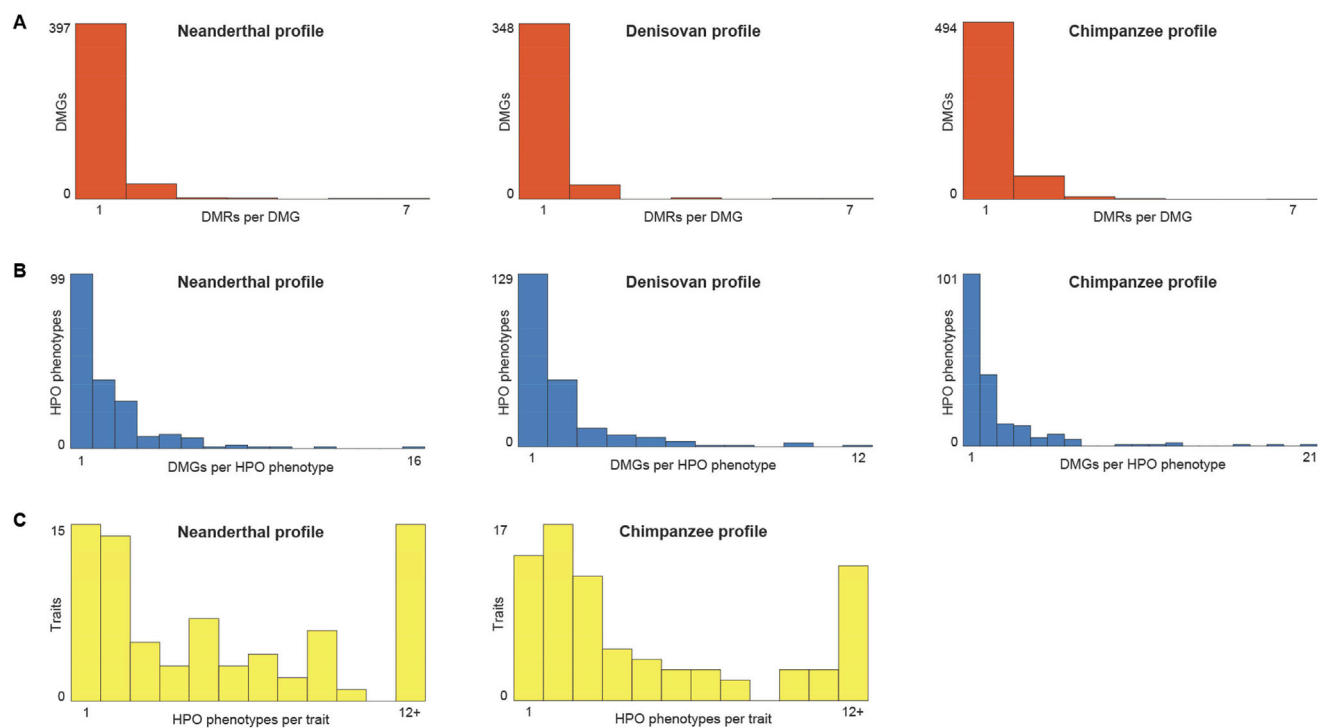 A
Neanderthal profile
397
DMGs
0
1
7
DMRs per DMG
Denisovan profile
348
DMGs
0
1
7
DMRs per DMG
Chimpanzee profile
494
DMGs
0
1
7
DMRs per DMG
B
Neanderthal profile
99
HPO phenotypes
0
1
16
DMGs per HPO phenotype
Denisovan profile
129
HPO phenotypes
0
1
12
DMGs per HPO phenotype
Chimpanzee profile
101
HPO phenotypes
0
1
21
DMGs per HPO phenotype
C
Neanderthal profile
15
Traits
0
1
12+
HPO phenotypes per trait
Chimpanzee profile
17
Traits
0
1
12+
HPO phenotypes per trait